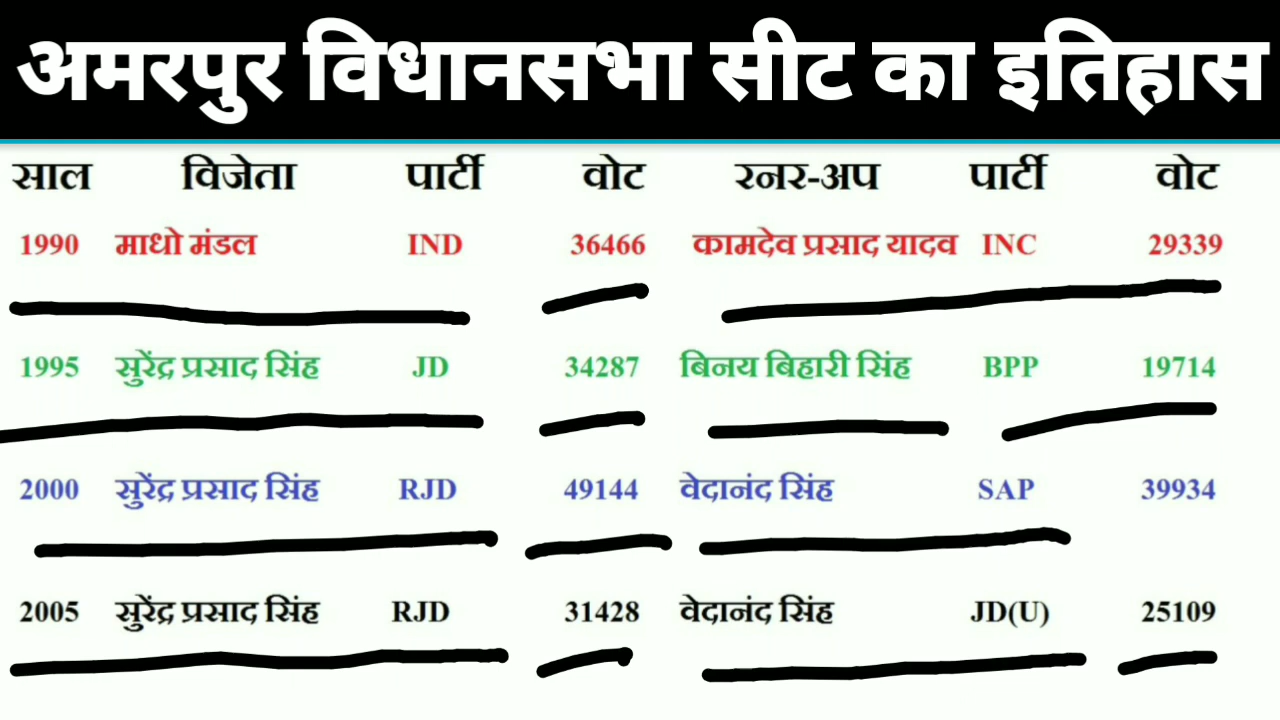 अमरपुर विधानसभा सीट का इतिहास
साल विजेता पार्टी वोट रनर-अप पार्टी वोट
1990 माधो मंडल IND 36466 कामदेव प्रसाद यादव INC 29339
1995 सुरेंद्र प्रसाद सिंह JD 34287 बिनय बिहारी सिंह BPP 19714
2000 सुरेंद्र प्रसाद सिंह RJD 49144 वेदानंद सिंह SAP 39934
2005 सुरेंद्र प्रसाद सिंह RJD 31428 वेदानंद सिंह JD(U) 25109